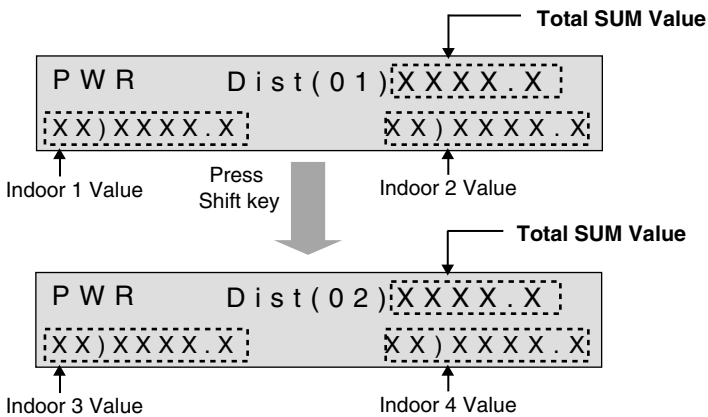 Total SUM Value
PWR Dist(01)XXXX.X
XX)XXXX.X XX)XXXX.X
Indoor 1 Value Indoor 2 Value
Press
Shift key
Total SUM Value
PWR Dist(02)XXXX.X
XX)XXXX.X XX)XXXX.X
Indoor 3 Value Indoor 4 Value